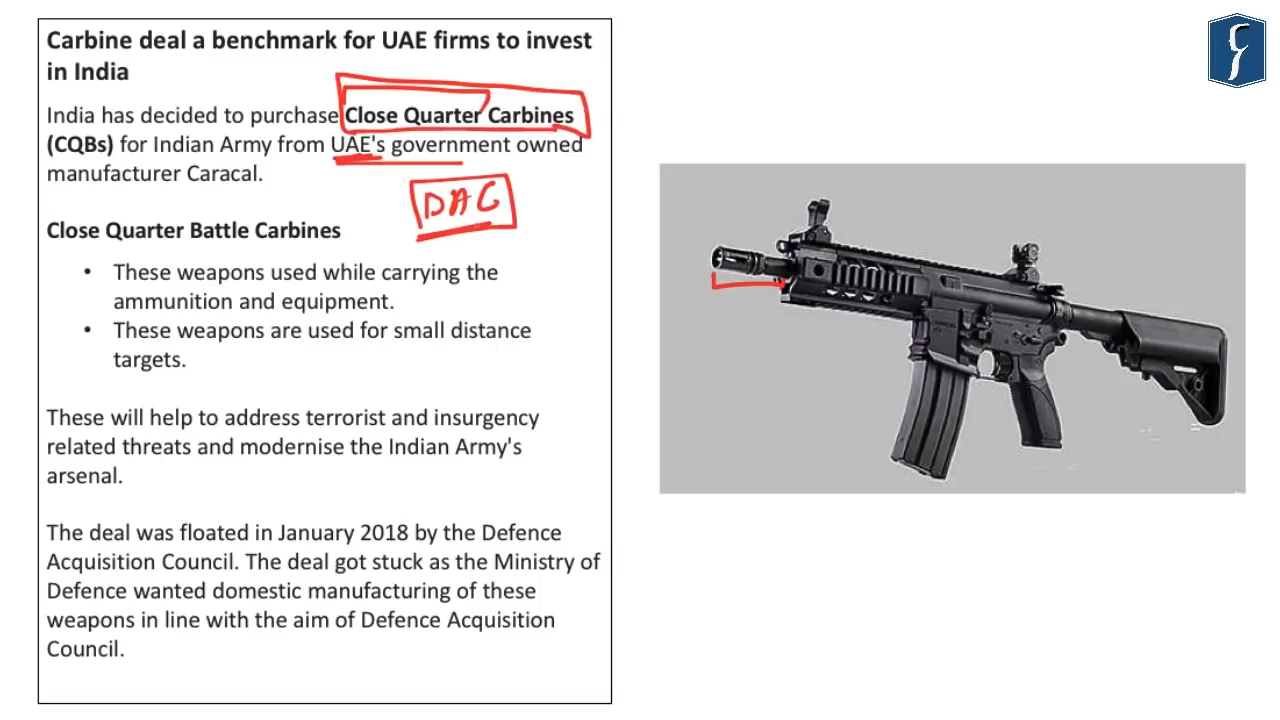 Carbine deal a benchmark for UAE firms to invest
in India
India has decided to purchase Close Quarter Carbines
(CQBs) for Indian Army from UAE's government owned
manufacturer Caracal.
DAC
Close Quarter Battle Carbines
• These weapons used while carrying the
ammunition and equipment.
• These weapons are used for small distance
targets.
These will help to address terrorist and insurgency
related threats and modernise the Indian Army's
arsenal.
The deal was floated in January 2018 by the Defence
Acquisition Council. The deal got stuck as the Ministry of
Defence wanted domestic manufacturing of these
weapons in line with the aim of Defence Acquisition
Council.